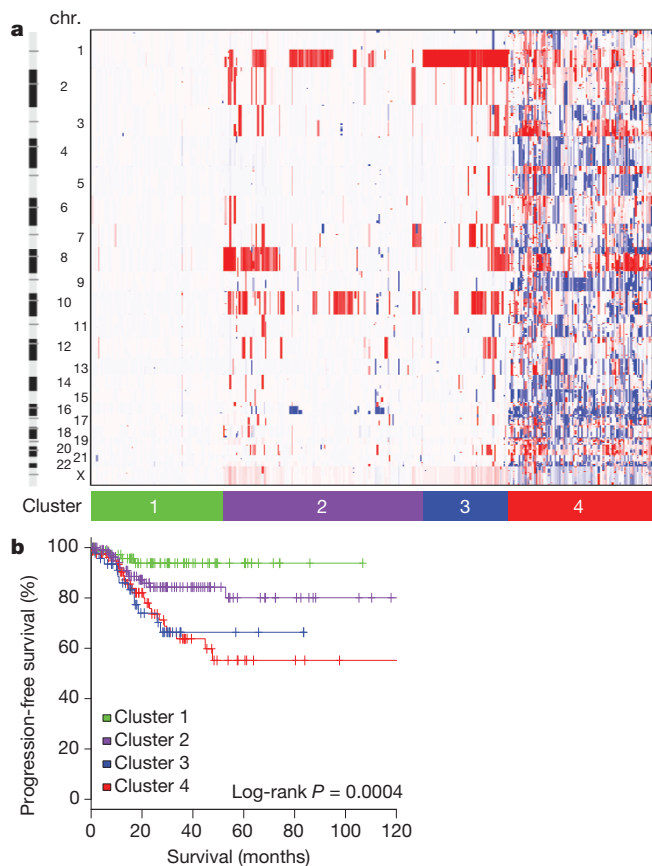 chr.
a
1
2
3
4
5
6
7
8
9
10
11
12
13
14
15
16
17
18
19
20
21
22
X
Cluster 1 2 3 4
b
100
80
60
40
20
0
Progression-free survival (%)
Cluster 1
Cluster 2
Cluster 3
Cluster 4
Log-rank P = 0.0004
0 20 40 60 80 100 120
Survival (months)